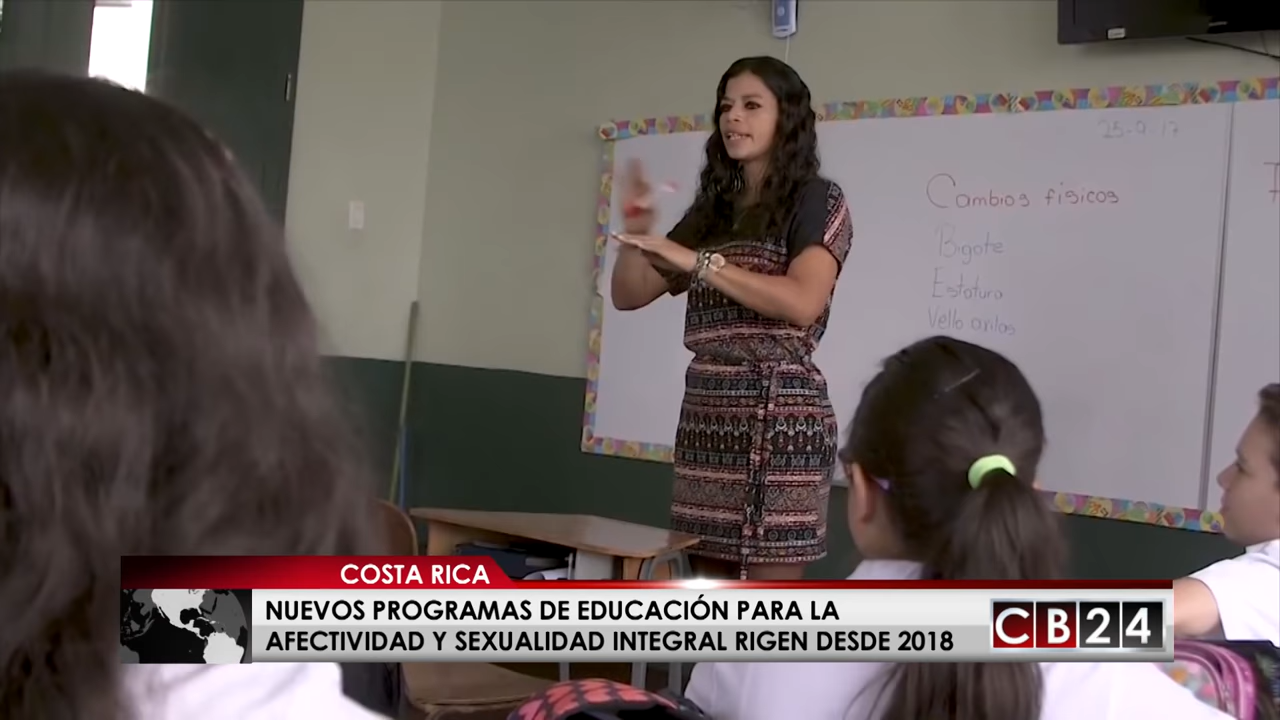 25-9-17
Cambios físicos
Bigote
Estatura
Vello axilas
COSTA RICA
NUEVOS PROGRAMAS DE EDUCACIÓN PARA LA
AFECTIVIDAD Y SEXUALIDAD INTEGRAL RIGEN DESDE 2018
CB24